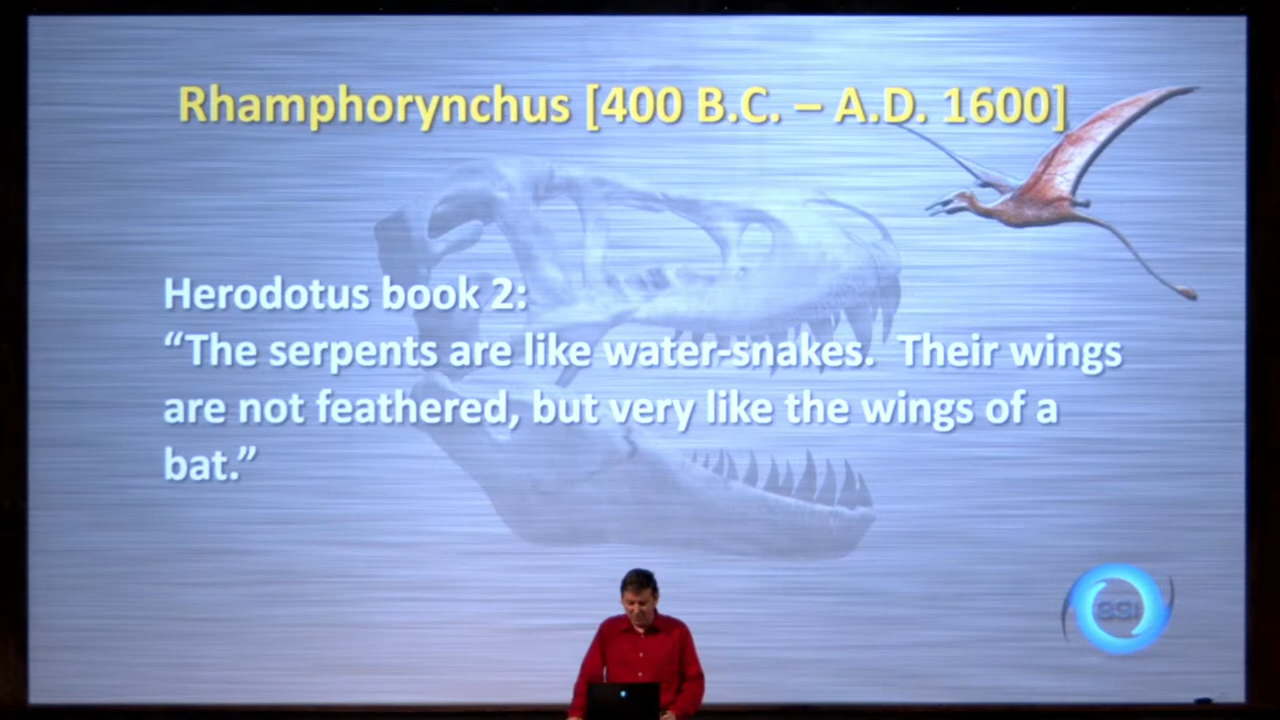 Rhamphorynchus [400 B.C. – A.D. 1600]
Herodotus book 2:
“The serpents are like water-snakes.  Their wings
are not feathered, but very like the wings of a
bat.”